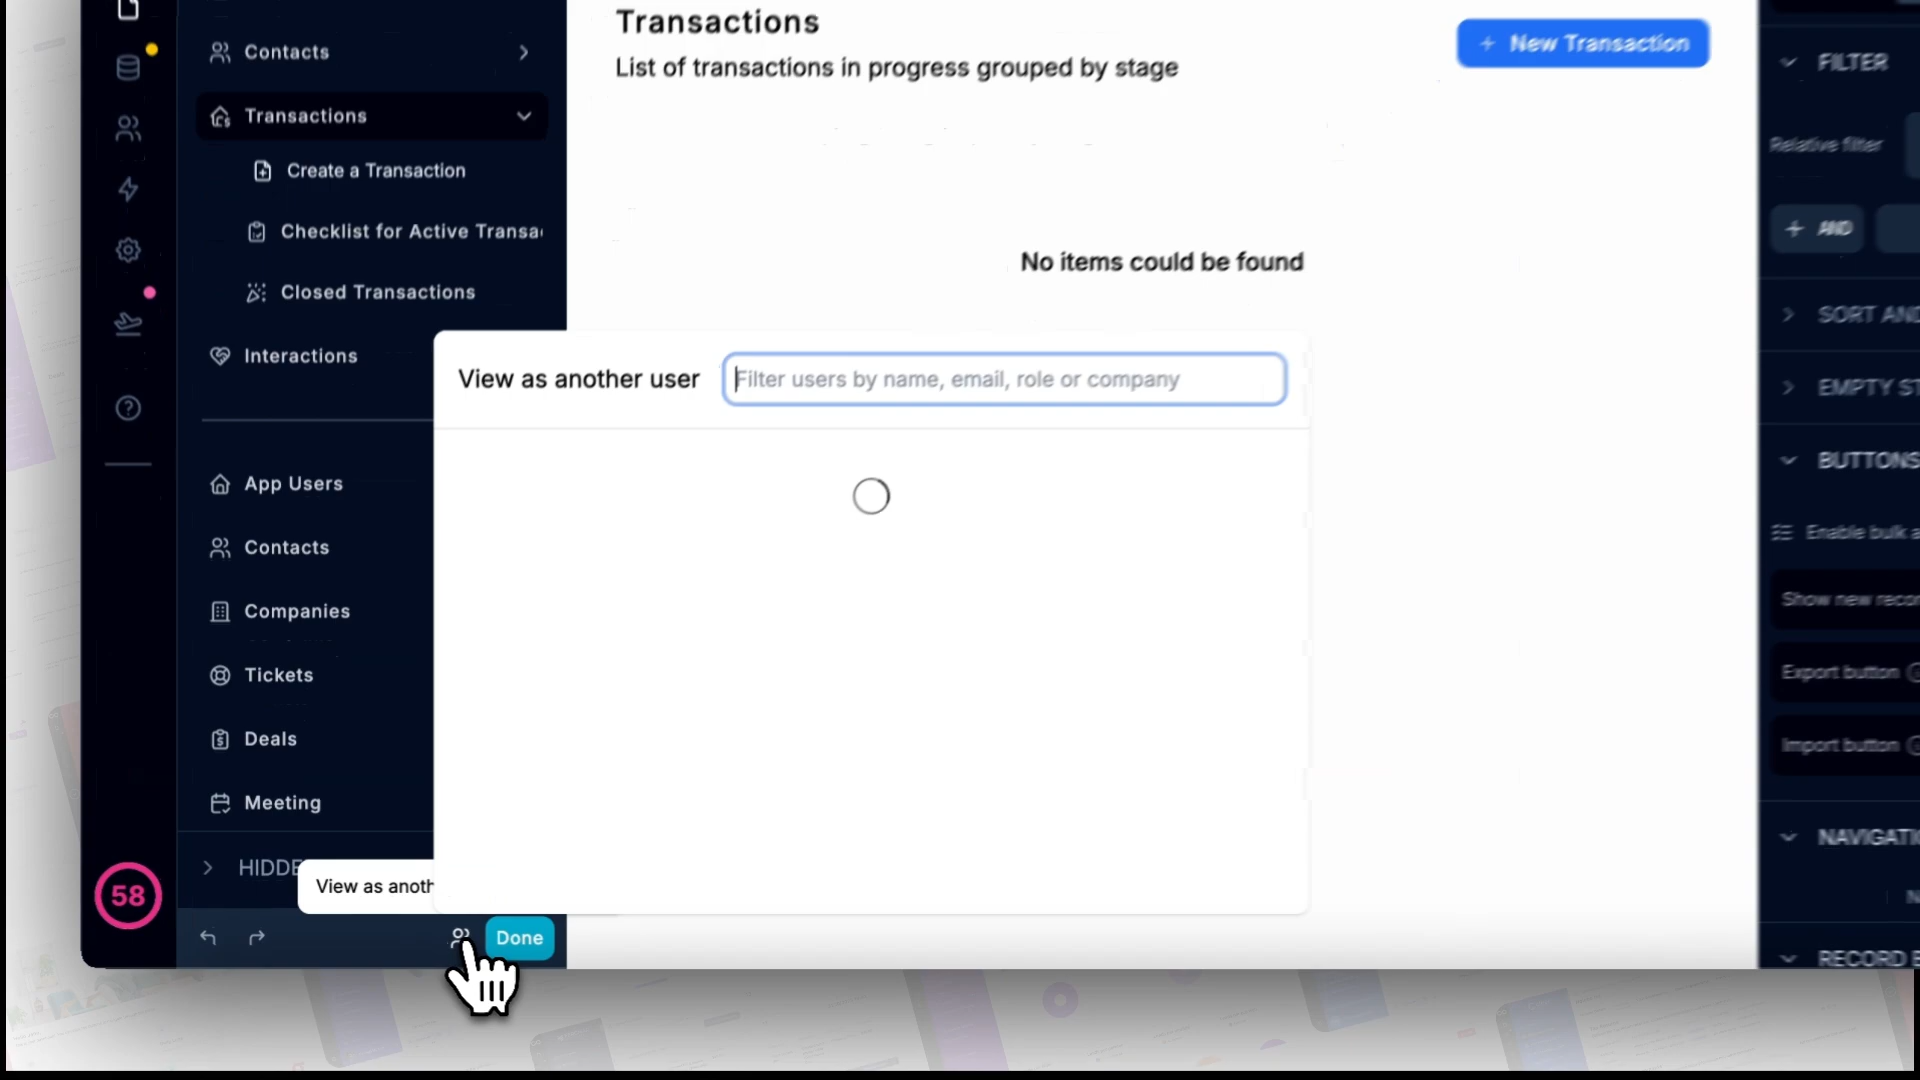 Transactions
List of transactions in progress grouped by stage
+ New Transaction
Contacts
Transactions
Create a Transaction
Checklist for Active Transa
Closed Transactions
Interactions
No items could be found
View as another user
Filter users by name, email, role or company
App Users
Contacts
Companies
Tickets
Deals
Meeting
HIDDE
View as anoth
58
Done
FILTER
Relative filter
+ AND
SORT AND
EMPTY ST
BUTTONS
Enable bulk a
Show new recor
Export button
Import button
NAVIGATI
N
RECORD